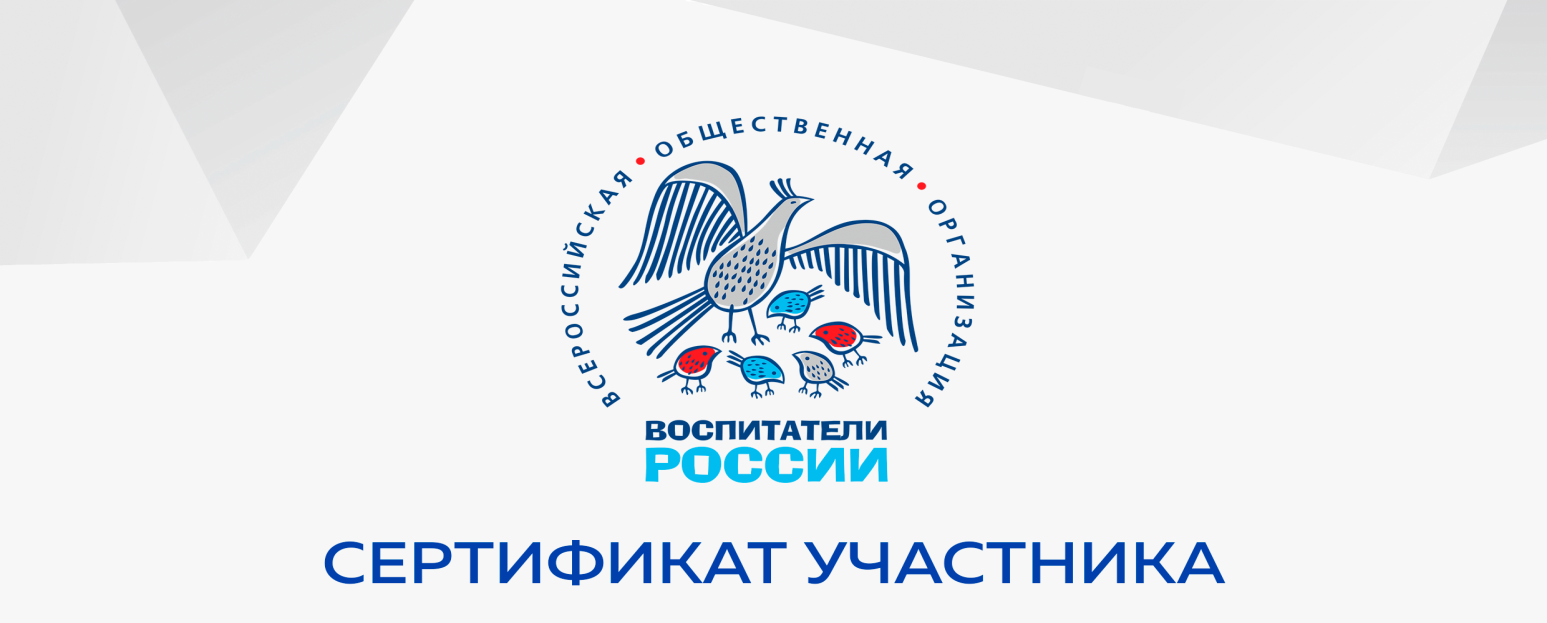 ВСЕРОССИЙСКАЯ • ОБЩЕСТВЕННАЯ • ОРГАНИЗАЦИЯ
ВОСПИТАТЕЛИ
РОССИИ
СЕРТИФИКАТ УЧАСТНИКА